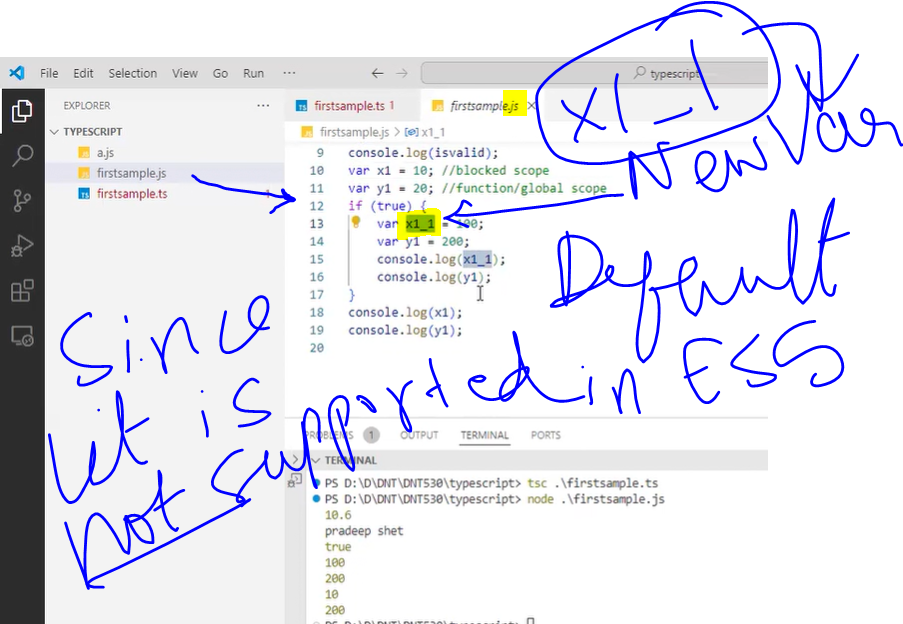 File Edit Selection View Go Run ··· typescript
EXPLORER ···
firstsample.ts 1
firstsample.js
TYPESCRIPT
a.js
firstsample.js
firstsample.ts
firstsample.js > x1_1
9 console.log(isvalid);
10 var x1 = 10; //blocked scope
11 var y1 = 20; //function/global scope
12 if (true) {
13 var x1_1 = 100;
14 var y1 = 200;
15 console.log(x1_1);
16 console.log(y1);
17 }
18 console.log(x1);
19 console.log(y1);
20
x1_1
New Var
Default
Since
let is
not supported in ES5
PROBLEMS 1 OUTPUT TERMINAL PORTS
TERMINAL
PS D:\D\DNT\DNT530\typescript> tsc .\firstsample.ts
PS D:\D\DNT\DNT530\typescript> node .\firstsample.js
10.6
pradeep shet
true
100
200
10
200
PS D:\D\DNT\DNT530\typescript>